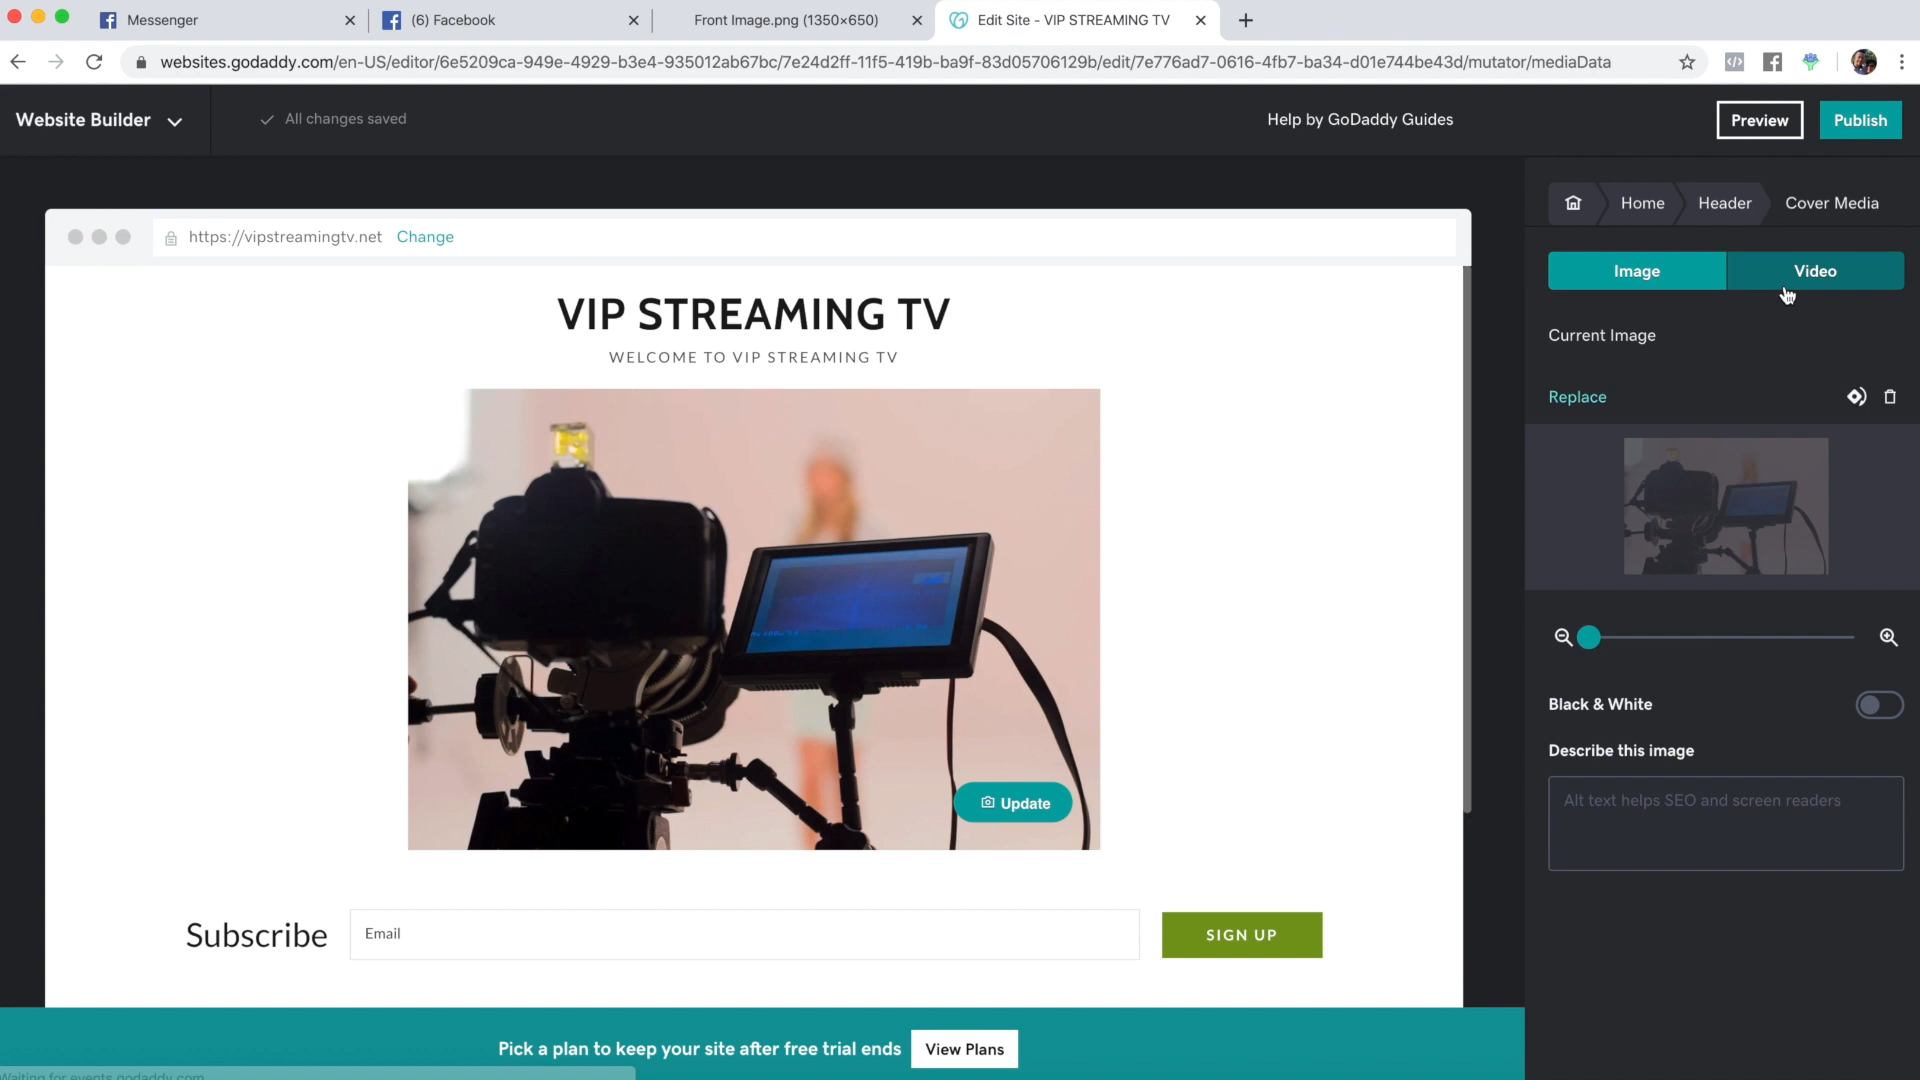 Messenger
(6) Facebook
Front Image.png (1350×650)
Edit Site - VIP STREAMING TV
websites.godaddy.com/en-US/editor/6e5209ca-949e-4929-b3e4-935012ab67bc/7e24d2ff-11f5-419b-ba9f-83d05706129b/edit/7e776ad7-0616-4fb7-ba34-d01e744be43d/mutator/mediaData
Website Builder
All changes saved
Help by GoDaddy Guides
Preview
Publish
Home
Header
Cover Media
https://vipstreamingtv.net
Change
Image
Video
VIP STREAMING TV
WELCOME TO VIP STREAMING TV
Current Image
Replace
Black & White
Describe this image
Alt text helps SEO and screen readers
Update
Subscribe
Email
SIGN UP
Pick a plan to keep your site after free trial ends
View Plans
Waiting for events.godaddy.com